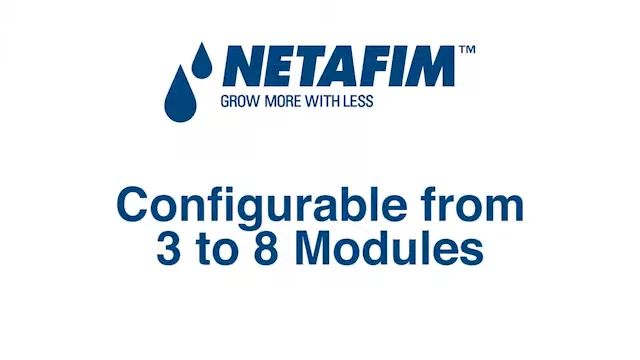 NETAFIM™
GROW MORE WITH LESS
Configurable from
3 to 8 Modules